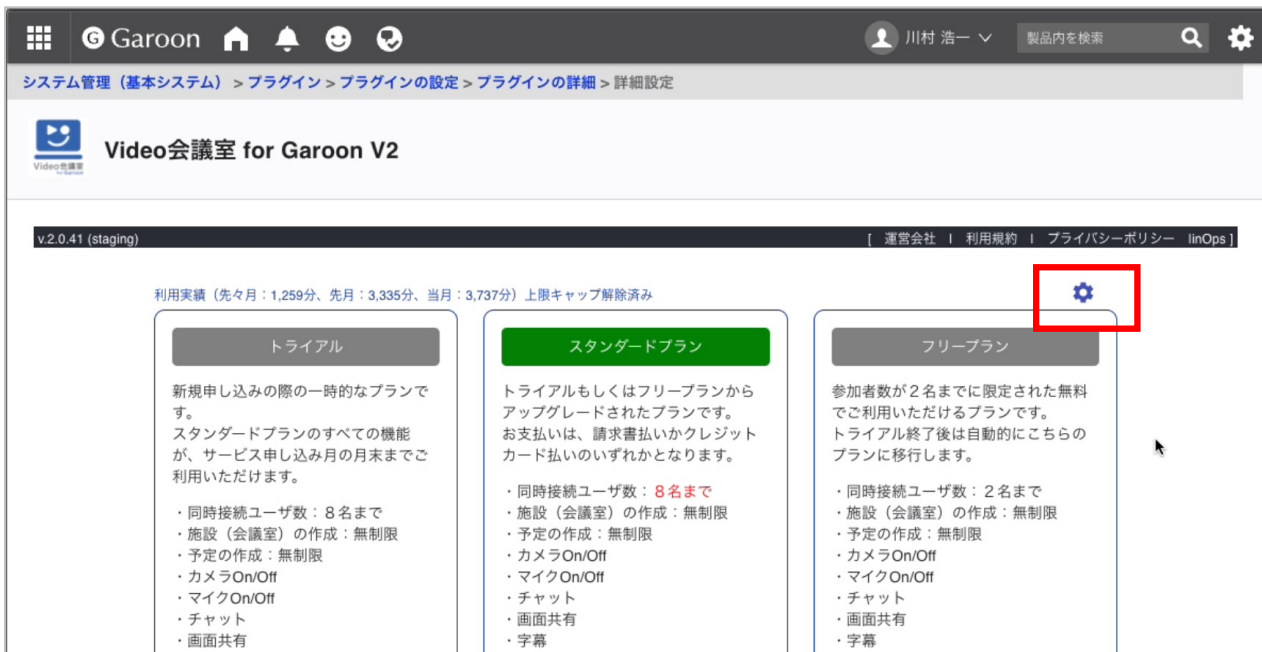 G Garoon 川村 浩一 製品内を検索
システム管理（基本システム） > プラグイン > プラグインの設定 > プラグインの詳細 > 詳細設定
Video会議室
for Garoon
Video会議室 for Garoon V2
v.2.0.41 (staging) [ 運営会社 | 利用規約 | プライバシーポリシー linOps ]
利用実績（先々月：1,259分、先月：3,335分、当月：3,737分）上限キャップ解除済み
トライアル
新規申し込みの際の一時的なプランで
す。
スタンダードプランのすべての機能
が、サービス申し込み月の月末までご
利用いただけます。
・同時接続ユーザ数：８名まで
・施設（会議室）の作成：無制限
・予定の作成：無制限
・カメラOn/Off
・マイクOn/Off
・チャット
・画面共有
スタンダードプラン
トライアルもしくはフリープランから
アップグレードされたプランです。
お支払いは、請求書払いかクレジット
カード払いのいずれかとなります。
・同時接続ユーザ数：８名まで
・施設（会議室）の作成：無制限
・予定の作成：無制限
・カメラOn/Off
・マイクOn/Off
・チャット
・画面共有
・字幕
フリープラン
参加者数が２名までに限定された無料
でご利用いただけるプランです。
トライアル終了後は自動的にこちらの
プランに移行します。
・同時接続ユーザ数：２名まで
・施設（会議室）の作成：無制限
・予定の作成：無制限
・カメラOn/Off
・マイクOn/Off
・チャット
・画面共有
・字幕